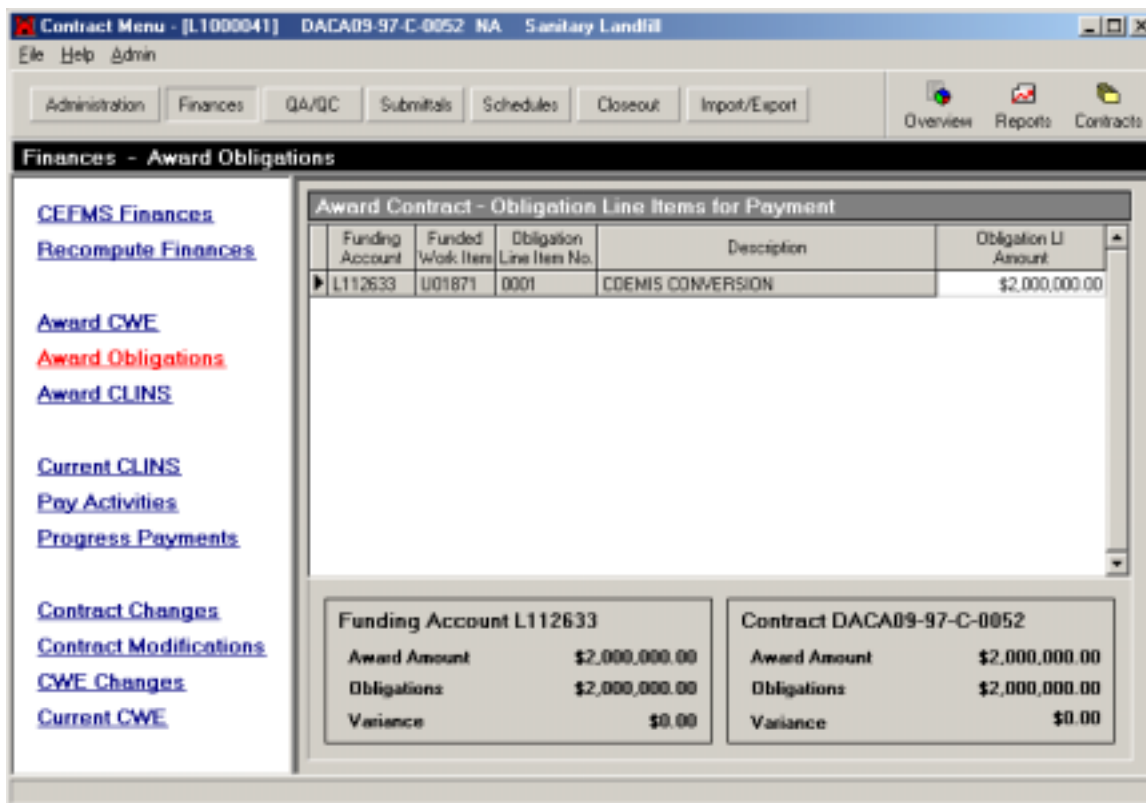 Contract Menu - [L1000041] DACA09-97-C-0052 NA Sanitary Landfill
File Help Admin
Administration Finances QA/QC Submittals Schedules Closeout Import/Export Overview Reports Contracts
Finances - Award Obligations
CEFMS Finances
Recompute Finances
Award CWE
Award Obligations
Award CLINS
Current CLINS
Pay Activities
Progress Payments
Contract Changes
Contract Modifications
CWE Changes
Current CWE
Award Contract - Obligation Line Items for Payment
Funding Account Funded Work Item Obligation Line Item No. Description Obligation LI Amount
L112633 U01871 0001 COEMIS CONVERSION $2,000,000.00
Funding Account L112633
Award Amount $2,000,000.00
Obligations $2,000,000.00
Variance $0.00
Contract DACA09-97-C-0052
Award Amount $2,000,000.00
Obligations $2,000,000.00
Variance $0.00